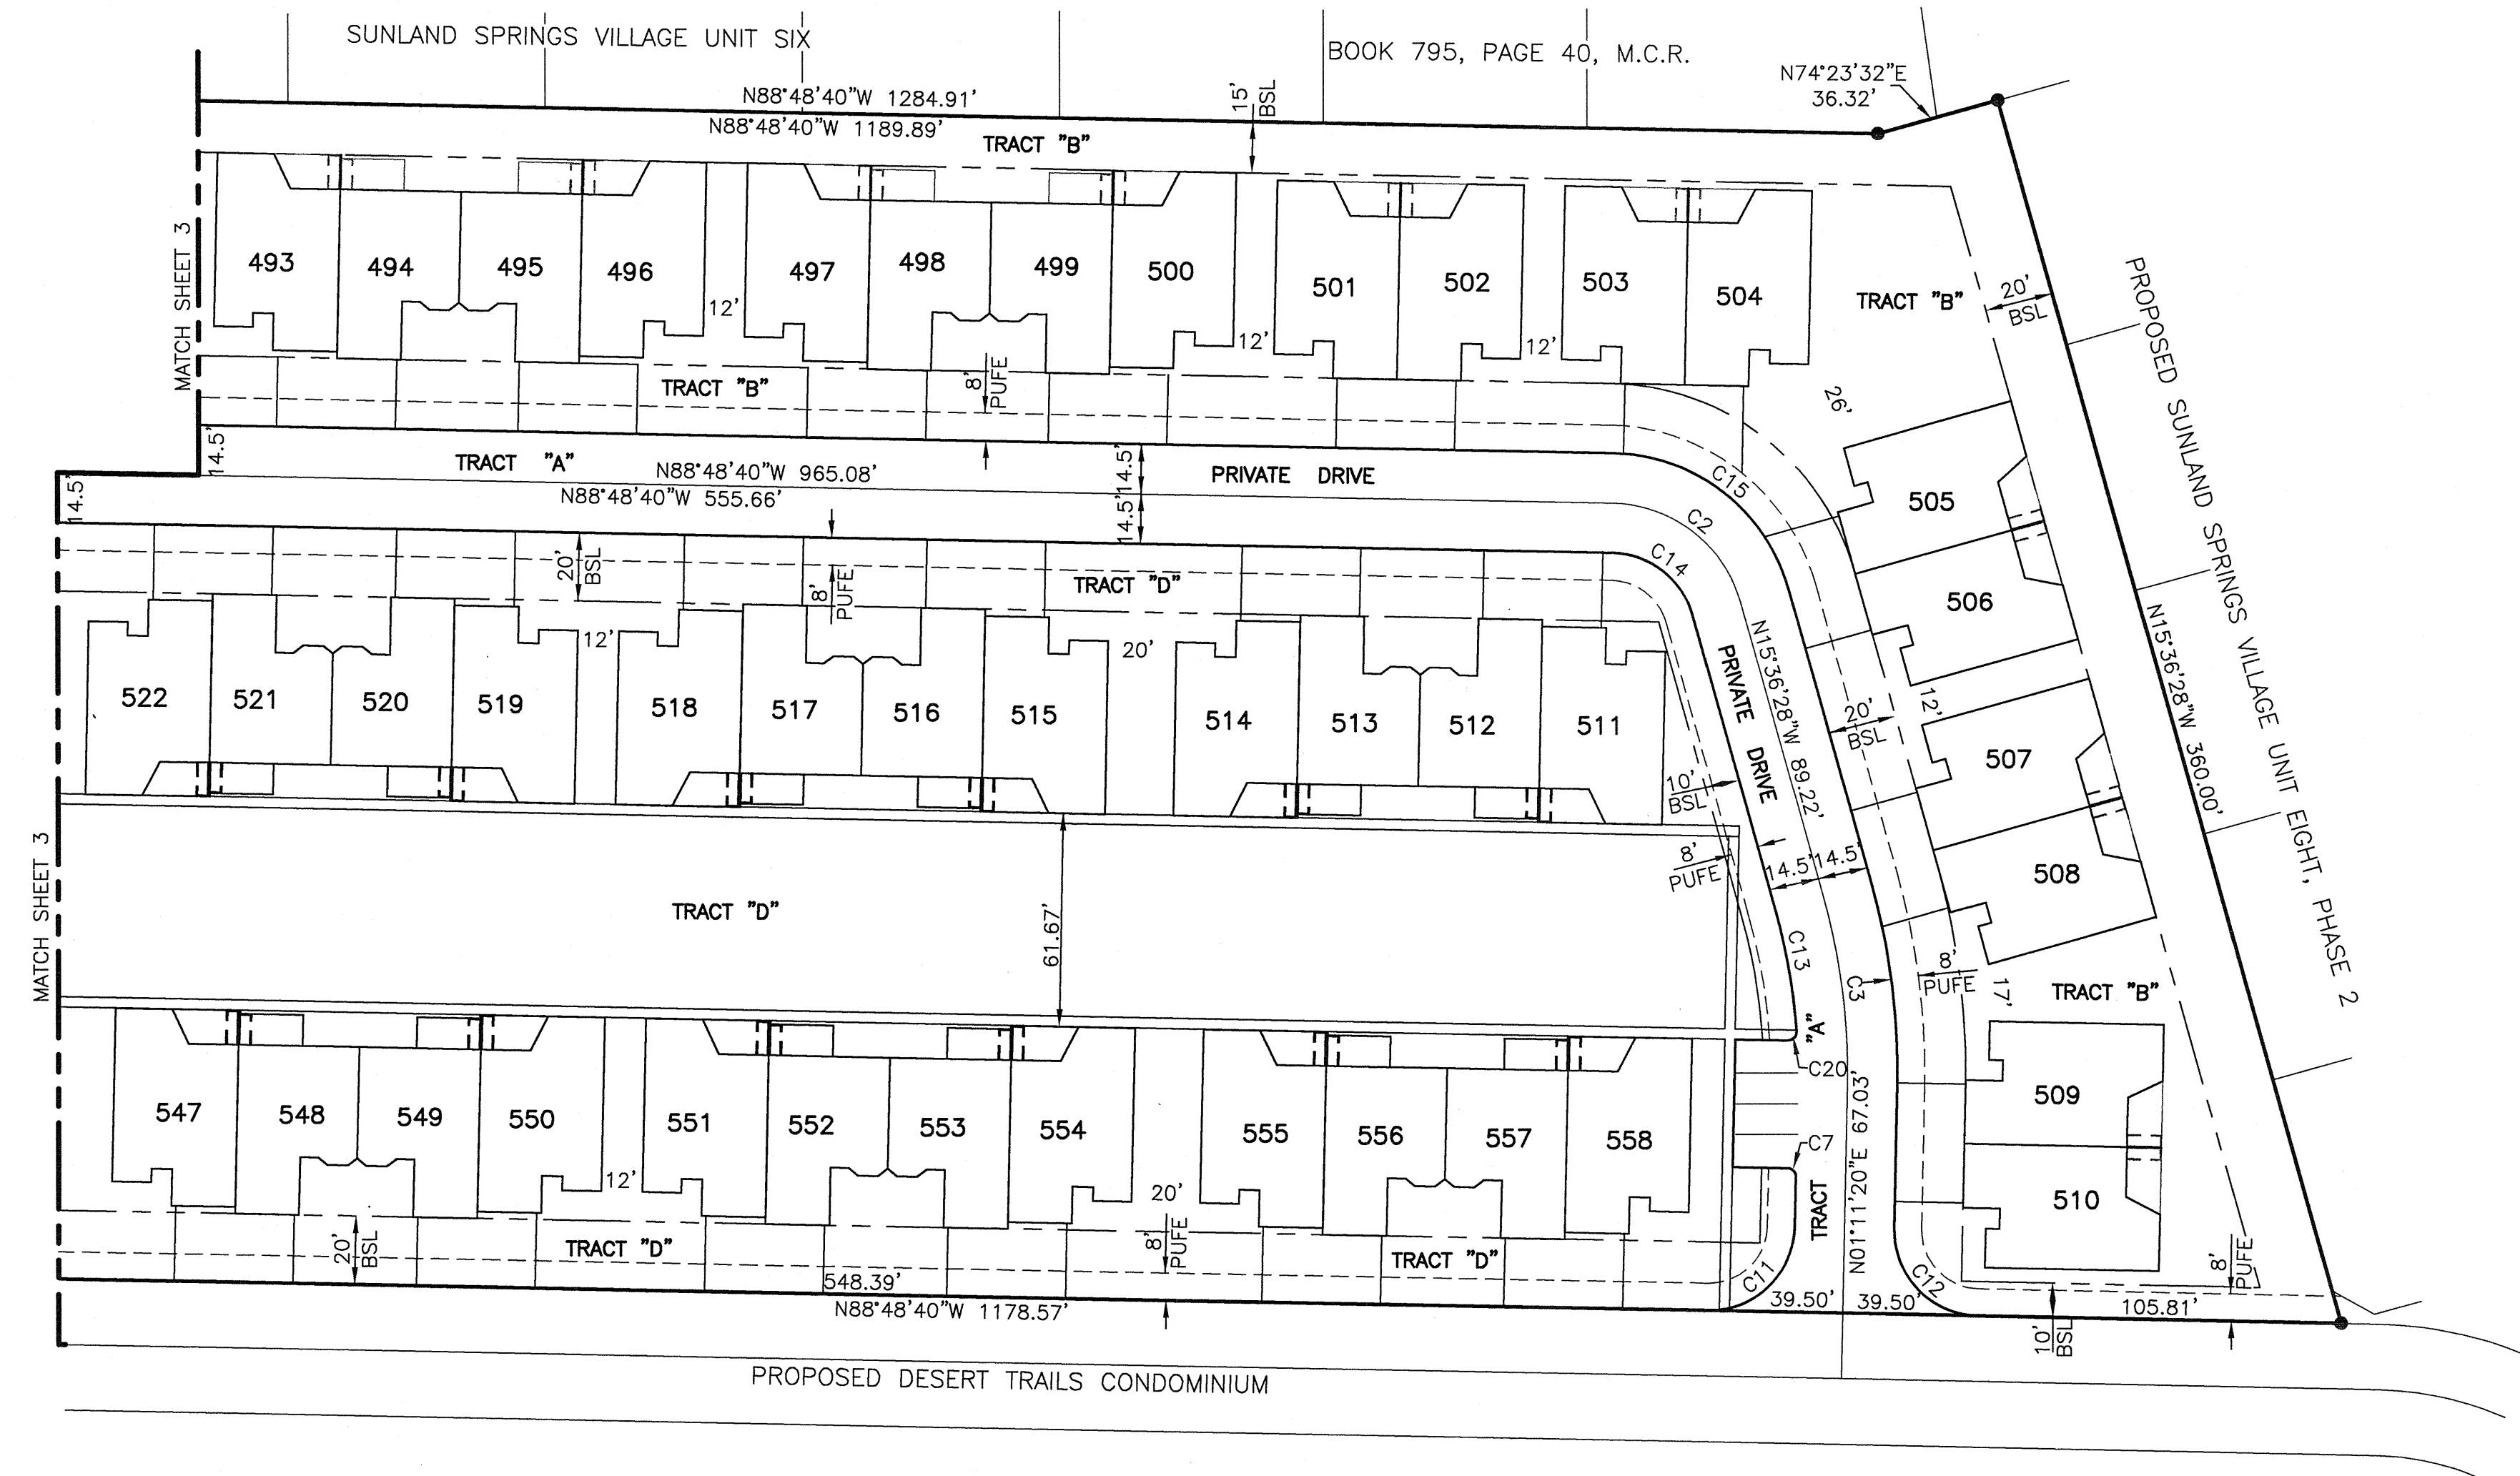 SUNLAND SPRINGS VILLAGE UNIT SIX
BOOK 795, PAGE 40, M.C.R.
N74°23'32"E
36.32'
N88°48'40"W 1284.91'
N88°48'40"W 1189.89'
TRACT "B"
15'
BSL
MATCH SHEET 3
493
494
495
496
497
498
499
500
501
502
503
504
12'
12'
12'
TRACT "B"
20'
BSL
PROPOSED SUNLAND SPRINGS VILLAGE UNIT EIGHT, PHASE 2
TRACT "B"
8'
PUFE
26'
14.5'
TRACT "A"
N88°48'40"W 965.08'
N88°48'40"W 555.66'
14.5'
14.5'
PRIVATE DRIVE
C15
C2
C14
14.5'
20'
BSL
8'
PUFE
TRACT "D"
505
506
507
508
12'
20'
BSL
N15°36'28"W 360.00'
N15°36'28"W 89.22'
PRIVATE DRIVE
12'
20'
522
521
520
519
518
517
516
515
514
513
512
511
10'
BSL
8'
PUFE
14.5'
14.5'
MATCH SHEET 3
TRACT "D"
61.67'
C13
C3
8'
PUFE
17'
TRACT "B"
"A"
C20
C7
TRACT
N01°11'20"E 67.03'
509
510
547
548
549
550
551
552
553
554
555
556
557
558
12'
20'
20'
BSL
TRACT "D"
8'
PUFE
TRACT "D"
C11
C12
8'
PUFE
548.39'
N88°48'40"W 1178.57'
39.50'
39.50'
105.81'
10'
BSL
PROPOSED DESERT TRAILS CONDOMINIUM